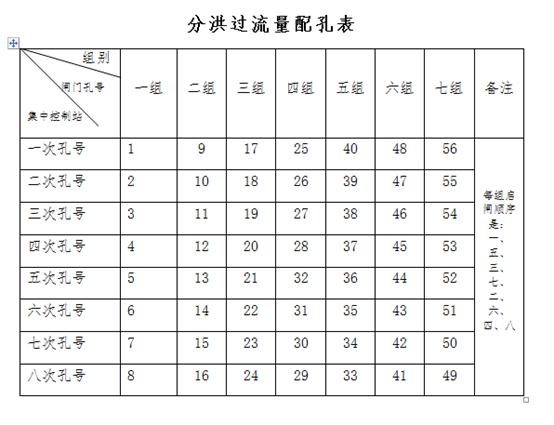 分洪过流量配孔表
组别
闸门孔号
集中控制站
一组 二组 三组 四组 五组 六组 七组 备注
一次孔号 1 9 17 25 40 48 56
二次孔号 2 10 18 26 39 47 55
三次孔号 3 11 19 27 38 46 54
四次孔号 4 12 20 28 37 45 53
五次孔号 5 13 21 32 36 44 52
六次孔号 6 14 22 31 35 43 51
七次孔号 7 15 23 30 34 42 50
八次孔号 8 16 24 29 33 41 49
每组启
闸顺序
是：
一、
五、
三、
七、
二、
六、
四、八